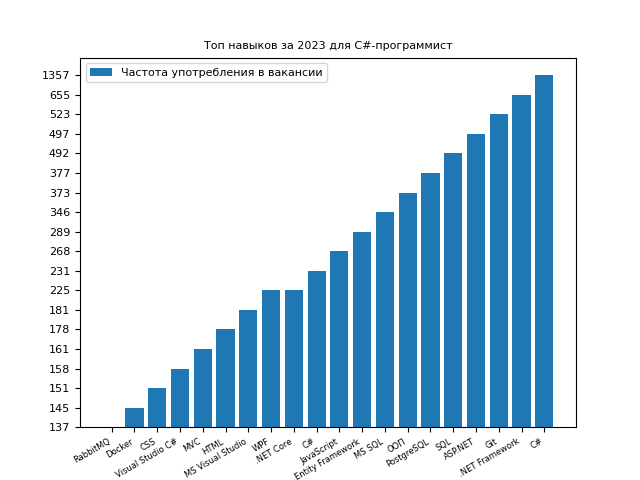 Топ навыков за 2023 для C#-программист
Частота употребления в вакансии
1357
655
523
497
492
377
373
346
289
268
231
225
181
178
161
158
151
145
137
RabbitMQ
Docker
CSS
Visual Studio C#
MVC
HTML
MS Visual Studio
WPF
.NET Core
C#
JavaScript
Entity Framework
MS SQL
ООП
PostgreSQL
SQL
ASP.NET
Git
.NET Framework
C#